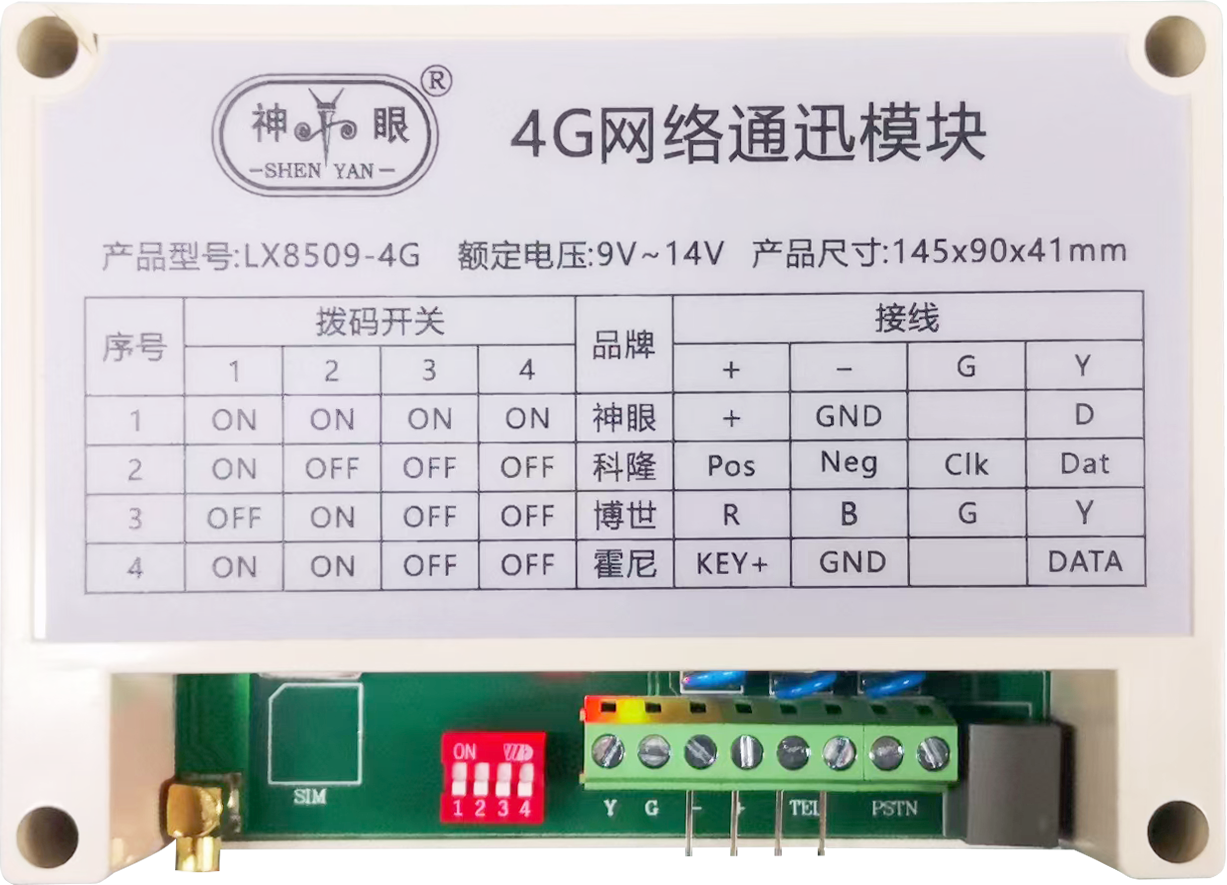 神眼 ®
SHEN YAN
4G网络通迅模块
产品型号:LX8509-4G 额定电压:9V~14V 产品尺寸:145x90x41mm
序号 拨码开关 品牌 接线
1 2 3 4 + - G Y
1 ON ON ON ON 神眼 + GND D
2 ON OFF OFF OFF 科隆 Pos Neg Clk Dat
3 OFF ON OFF OFF 博世 R B G Y
4 ON ON OFF OFF 霍尼 KEY+ GND DATA
ON
1 2 3 4
SIM
Y G - + TEL PSTN